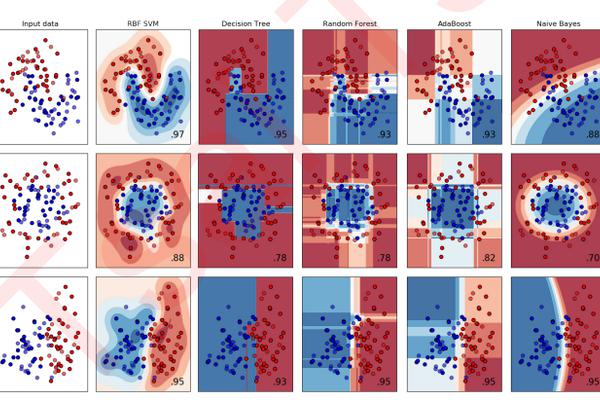 Input data RBF SVM Decision Tree Random Forest AdaBoost Naive Bayes
.97 .95 .93 .93 .88
.88 .78 .78 .82 .70
.95 .93 .95 .95 .95